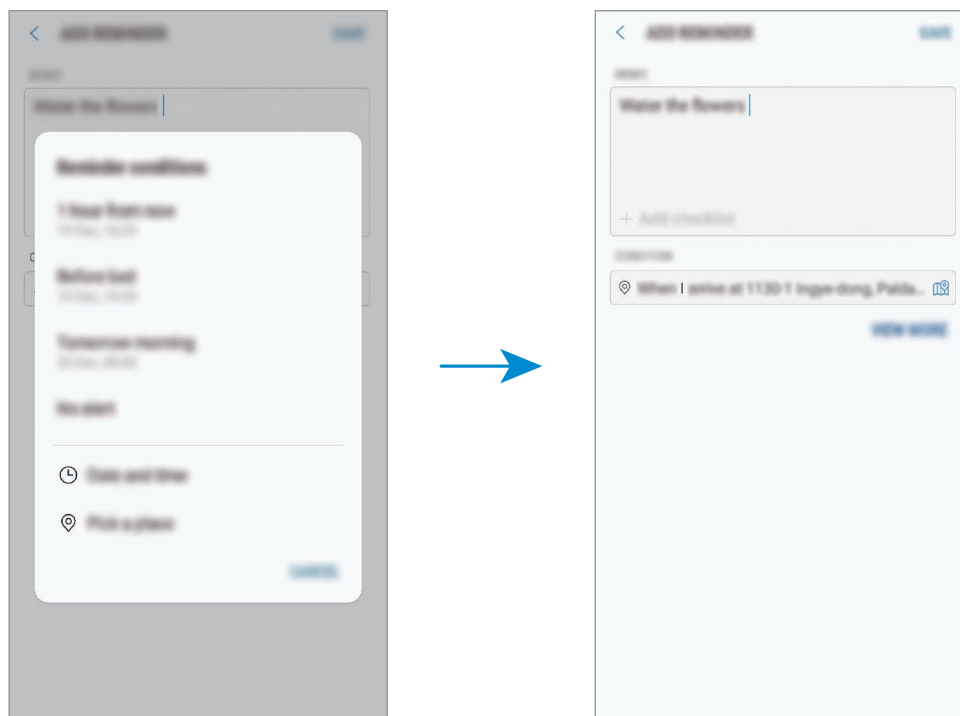 ADD REMINDER SAVE
MEMO
Water the flowers
Reminder conditions
1 hour from now
Before bed
Tomorrow morning
No alert
Date and time
Pick a place
CANCEL
ADD REMINDER SAVE
MEMO
Water the flowers
+ Add checklist
CONDITION
When I arrive at 1130-1 Ingye-dong, Palda...
VIEW MORE